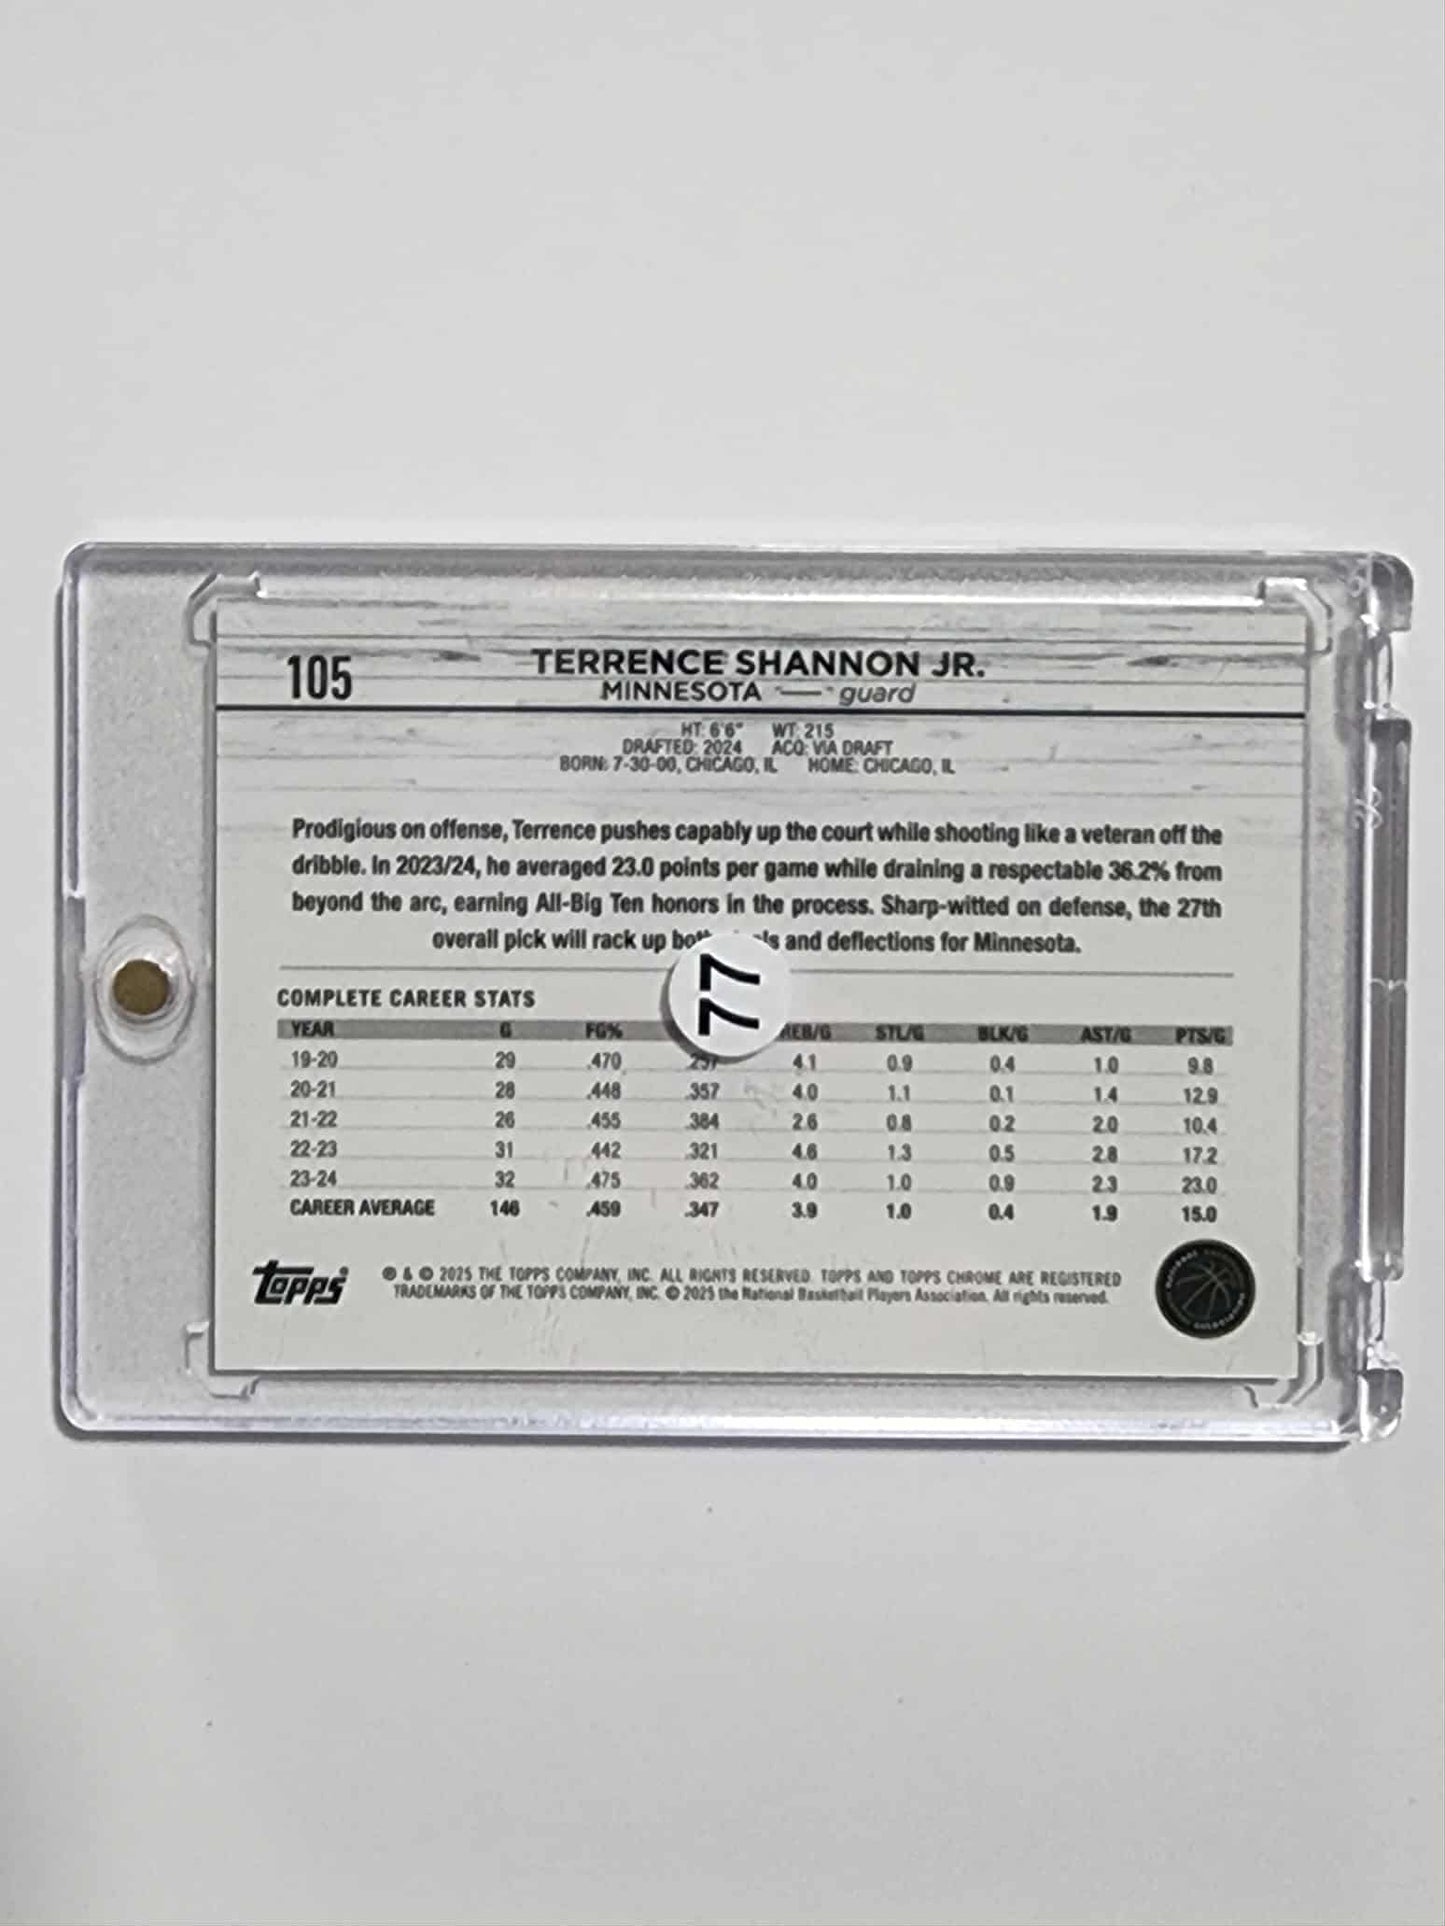 105
TERRENCE SHANNON JR.
MINNESOTA — guard
HT: 6'6" WT: 215
DRAFTED: 2024 ACQ: VIA DRAFT
BORN: 7-30-00, CHICAGO, IL HOME: CHICAGO, IL
Prodigious on offense, Terrence pushes capably up the court while shooting like a veteran off the
dribble. In 2023/24, he averaged 23.0 points per game while draining a respectable 36.2% from
beyond the arc, earning All-Big Ten honors in the process. Sharp-witted on defense, the 27th
overall pick will rack up and deflections for Minnesota.
77
COMPLETE CAREER STATS
YEAR G FG% REB/G STL/G BLK/G AST/G PTS/G
19-20 29 .470 4.1 0.9 0.4 1.0 9.8
20-21 28 .448 .357 4.0 1.1 0.1 1.4 12.9
21-22 26 .455 .384 2.6 0.8 0.2 2.0 10.4
22-23 31 .442 .321 4.6 1.3 0.5 2.8 17.2
23-24 32 .475 .362 4.0 1.0 0.9 2.3 23.0
CAREER AVERAGE 146 .459 .347 3.9 1.0 0.4 1.9 15.0
topps
® & © 2025 THE TOPPS COMPANY, INC. ALL RIGHTS RESERVED. TOPPS AND TOPPS CHROME ARE REGISTERED
TRADEMARKS OF THE TOPPS COMPANY, INC. © 2025 the National Basketball Players Association. All rights reserved.